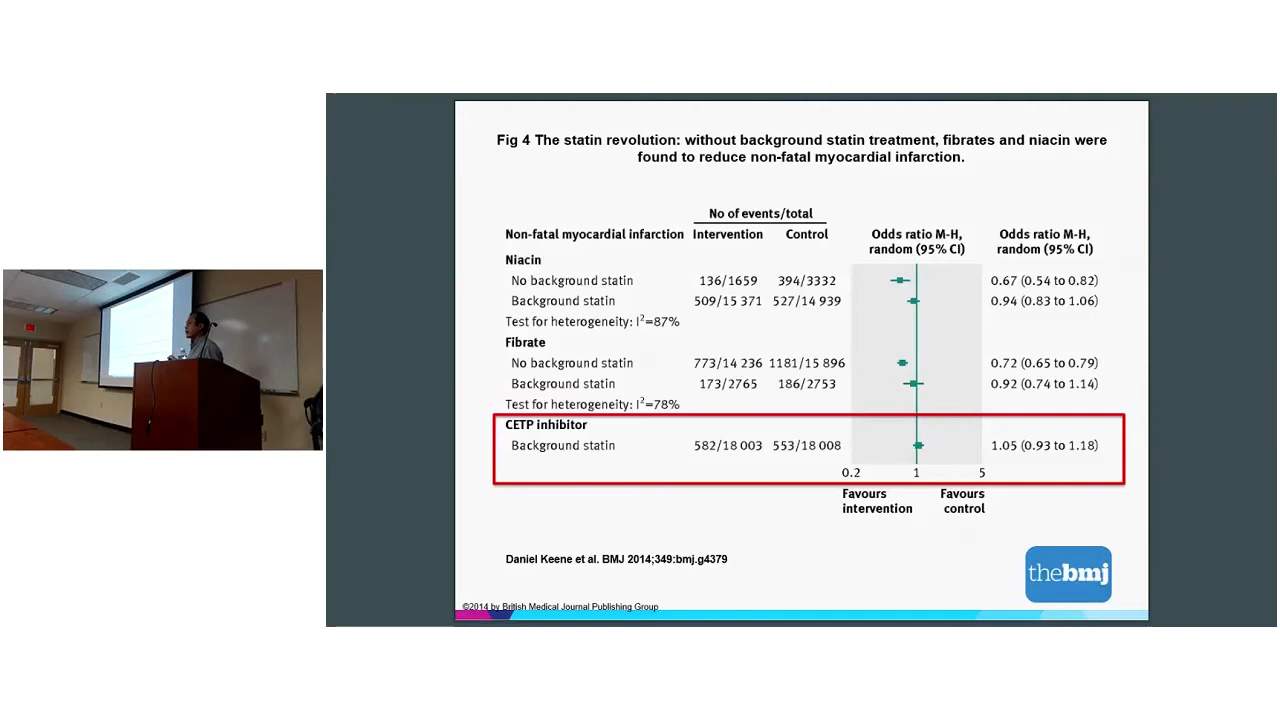 Fig 4 The statin revolution: without background statin treatment, fibrates and niacin were
found to reduce non-fatal myocardial infarction.
No of events/total
Non-fatal myocardial infarction Intervention Control Odds ratio M-H, random (95% CI) Odds ratio M-H, random (95% CI)
Niacin
No background statin 136/1659 394/3332 0.67 (0.54 to 0.82)
Background statin 509/15 371 527/14 939 0.94 (0.83 to 1.06)
Test for heterogeneity: I²=87%
Fibrate
No background statin 773/14 236 1181/15 896 0.72 (0.65 to 0.79)
Background statin 173/2765 186/2753 0.92 (0.74 to 1.14)
Test for heterogeneity: I²=78%
CETP inhibitor
Background statin 582/18 003 553/18 008 1.05 (0.93 to 1.18)
0.2 1 5
Favours intervention Favours control
Daniel Keene et al. BMJ 2014;349:bmj.g4379
thebmj
©2014 by British Medical Journal Publishing Group